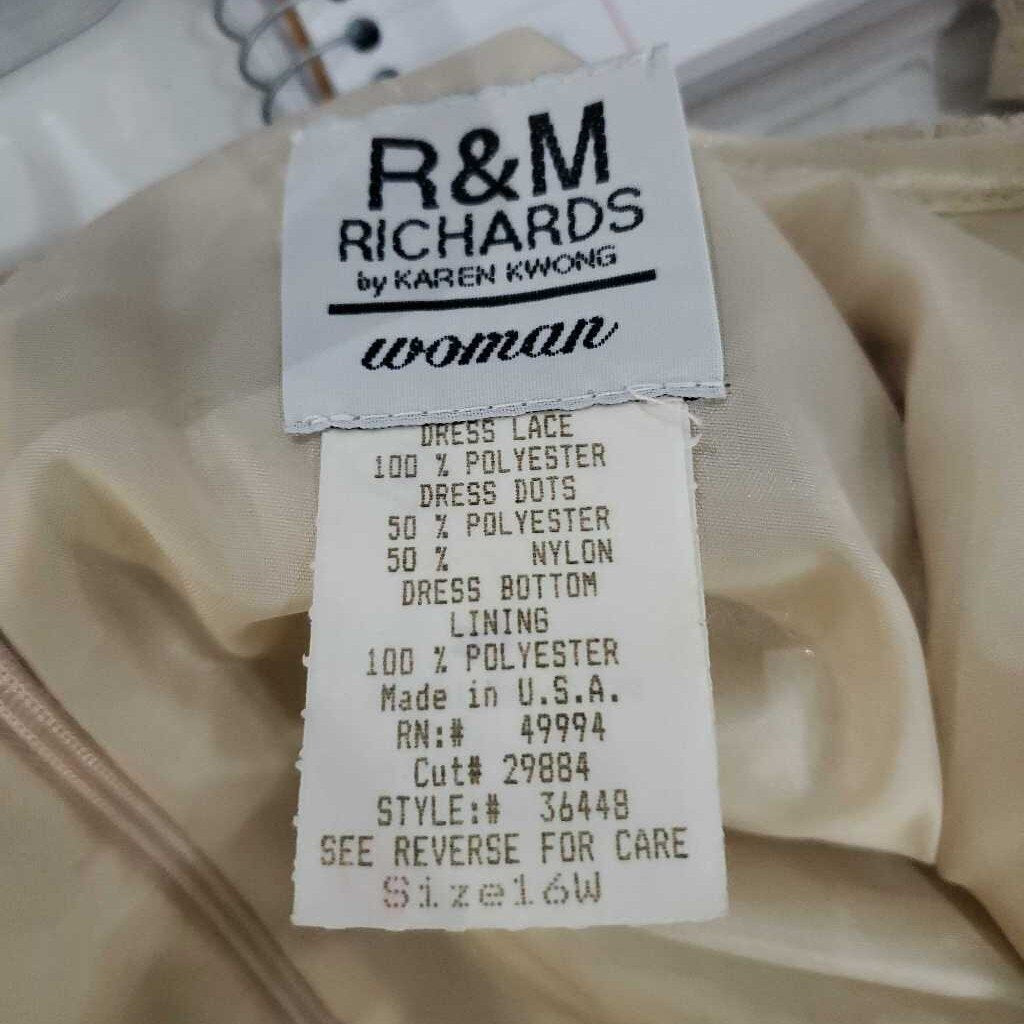 R&M
RICHARDS
by KAREN KWONG
woman
DRESS LACE
100 % POLYESTER
DRESS DOTS
50 % POLYESTER
50 % NYLON
DRESS BOTTOM
LINING
100 % POLYESTER
Made in U.S.A.
RN:# 49994
Cut# 29884
STYLE:# 36448
SEE REVERSE FOR CARE
Size16W